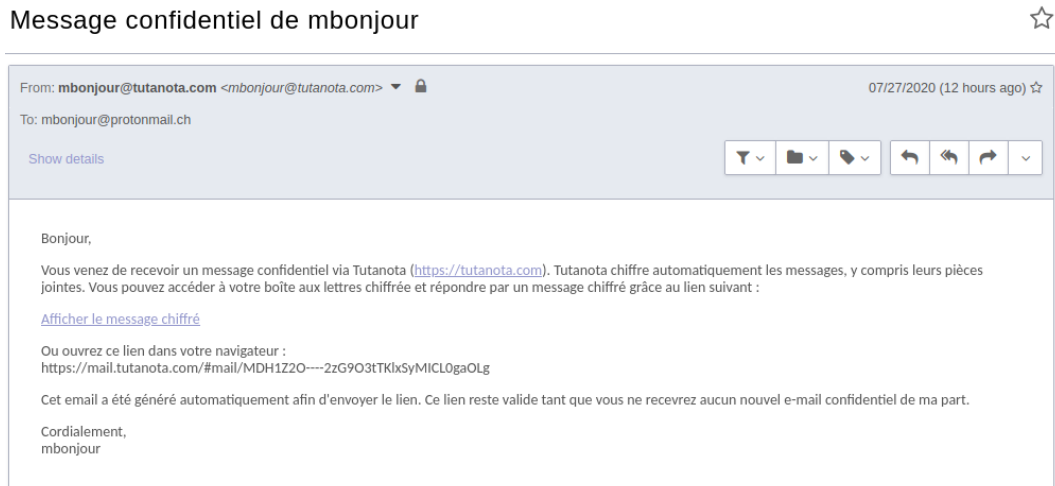 Message confidentiel de mbonjour
From: mbonjour@tutanota.com <mbonjour@tutanota.com>
07/27/2020 (12 hours ago)
To: mbonjour@protonmail.ch
Show details
Bonjour,
Vous venez de recevoir un message confidentiel via Tutanota (https://tutanota.com). Tutanota chiffre automatiquement les messages, y compris leurs pièces
jointes. Vous pouvez accéder à votre boîte aux lettres chiffrée et répondre par un message chiffré grâce au lien suivant :
Afficher le message chiffré
Ou ouvrez ce lien dans votre navigateur :
https://mail.tutanota.com/#mail/MDH1Z2O----2zG9O3tTKlxSyMICL0gaOLg
Cet email a été généré automatiquement afin d'envoyer le lien. Ce lien reste valide tant que vous ne recevrez aucun nouvel e-mail confidentiel de ma part.
Cordialement,
mbonjour